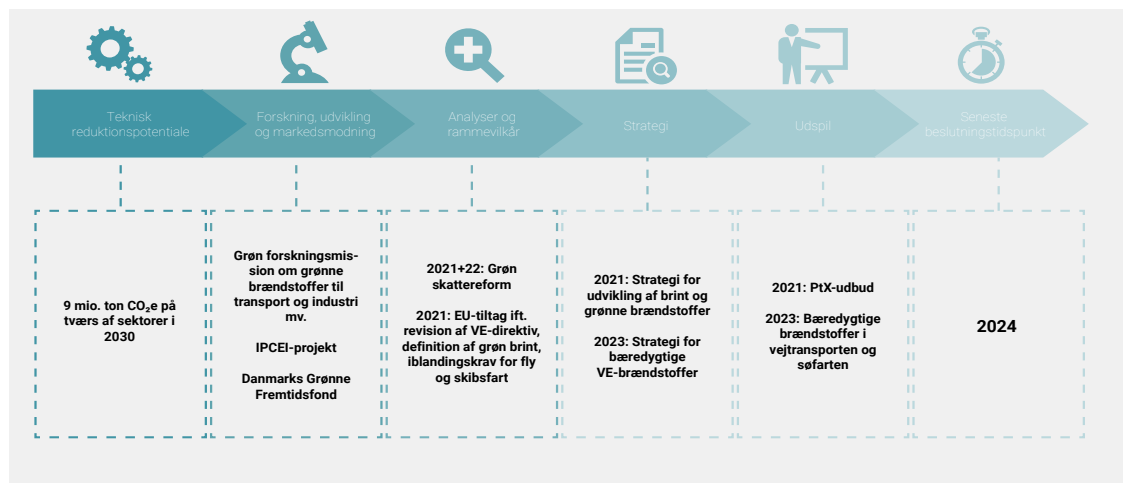 Teknisk
reduktionspotentiale
Forskning, udvikling
og markedsmodning
Analyser og
rammevilkår
Strategi
Udspil
Seneste
beslutningstidspunkt
9 mio. ton CO₂e på
tværs af sektorer i
2030
Grøn forskningsmis-
sion om grønne
brændstoffer til
transport og industri
mv.
IPCEI-projekt
Danmarks Grønne
Fremtidsfond
2021+22: Grøn
skattereform
2021: EU-tiltag ift.
revision af VE-direktiv,
definition af grøn brint,
iblandingskrav for fly
og skibsfart
2021: Strategi for
udvikling af brint og
grønne brændstoffer
2023: Strategi for
bæredygtige
VE-brændstoffer
2021: PtX-udbud
2023: Bæredygtige
brændstoffer i
vejtransporten og
søfarten
2024